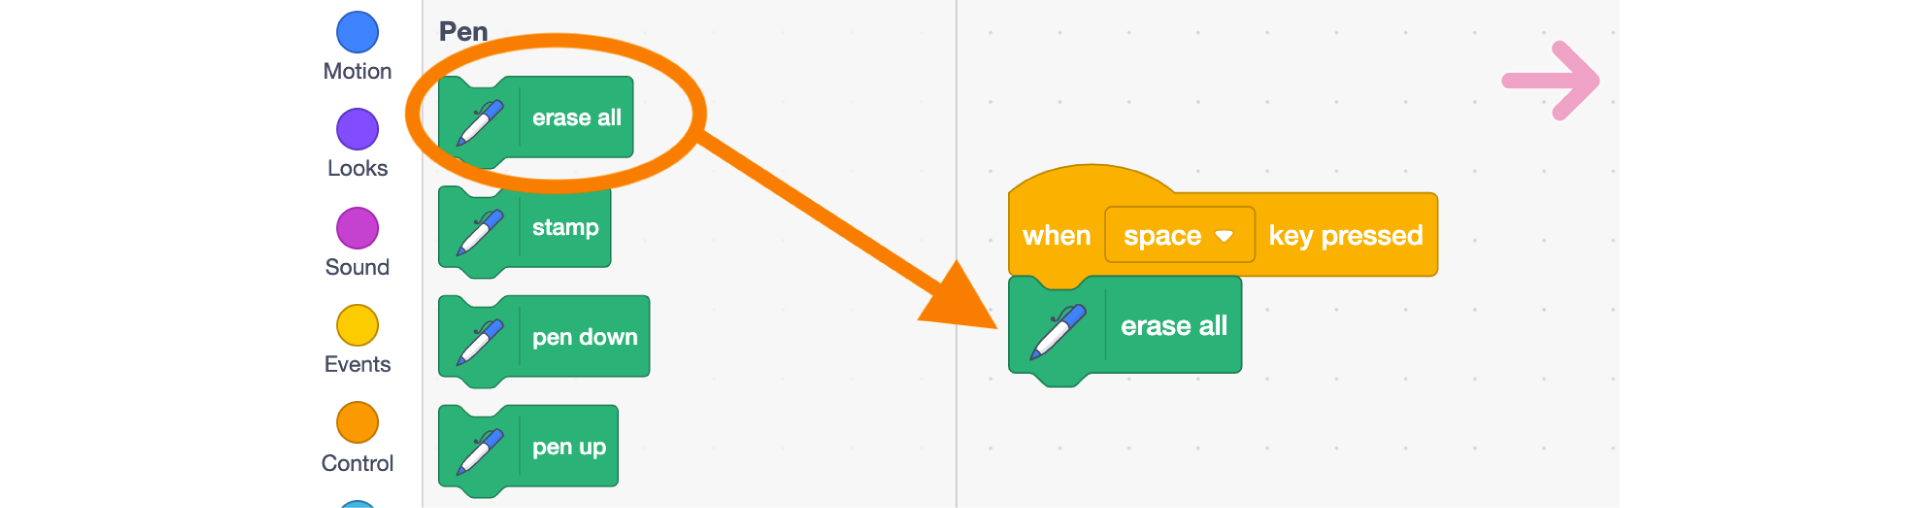 Motion
Looks
Sound
Events
Control
Pen
erase all
stamp
pen down
pen up
when space key pressed
erase all